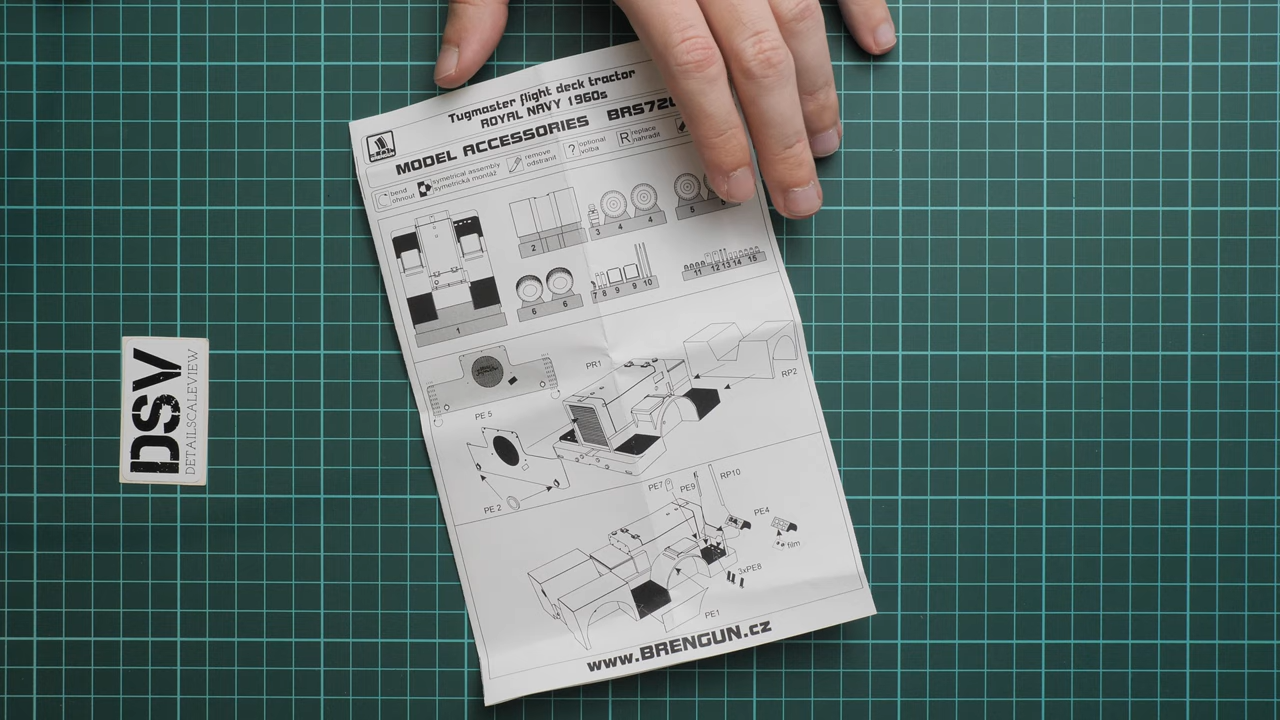 Tugmaster flight deck tractor
ROYAL NAVY 1960s
MODEL ACCESSORIES
bend
ohnout
symetrical assembly
symetrická montáž
remove
odstranit
?
optional
volba
R
replace
nahradit
1
2
3 4 4
5
6 6
7 8 9 9 10
11 12 13 14 15
PE 5
PR1
RP2
PE 2
PE7
PE9
RP10
PE4
film
3xPE8
PE1
www.BRENGUN.cz
DSV
DETAILSCALEVIEW